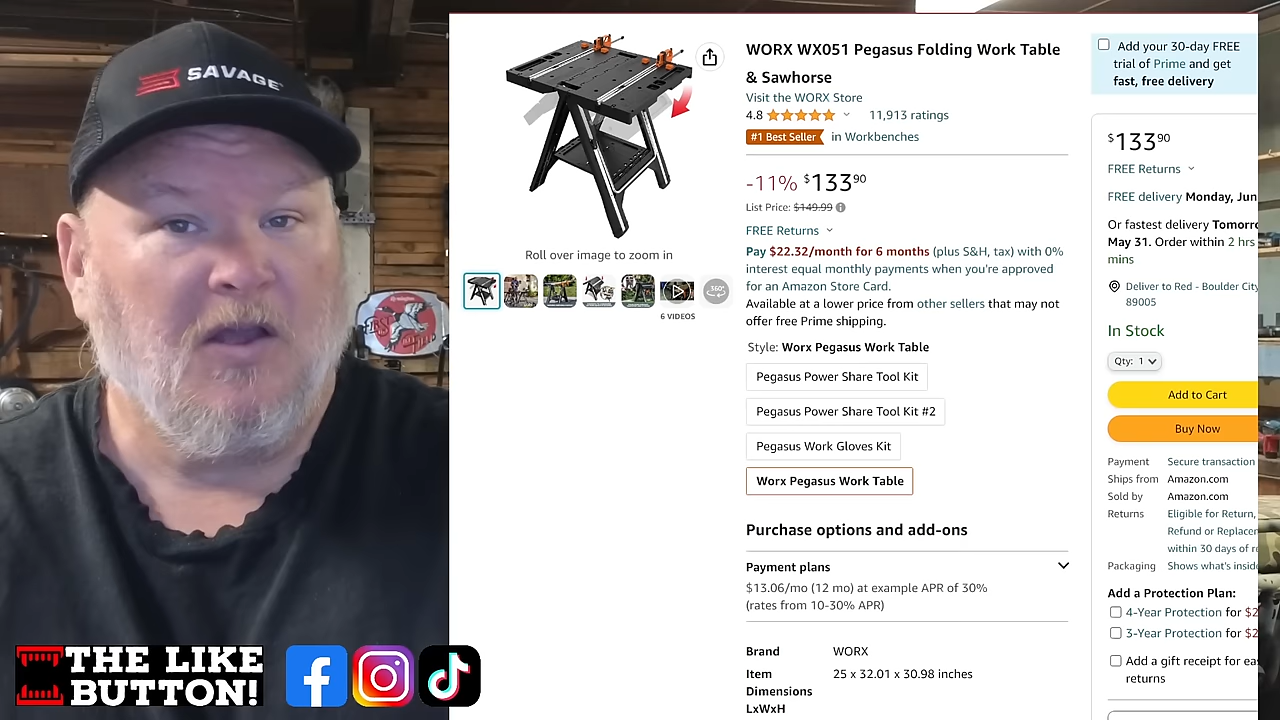 SAVAGE
THE LIKE
BUTTON!
WORX WX051 Pegasus Folding Work Table
& Sawhorse
Visit the WORX Store
4.8 11,913 ratings
#1 Best Seller in Workbenches
-11% $133 90
List Price: $149.99
FREE Returns
Pay $22.32/month for 6 months (plus S&H, tax) with 0%
interest equal monthly payments when you're approved
for an Amazon Store Card.
Available at a lower price from other sellers that may not
offer free Prime shipping.
Style: Worx Pegasus Work Table
Pegasus Power Share Tool Kit
Pegasus Power Share Tool Kit #2
Pegasus Work Gloves Kit
Worx Pegasus Work Table
Purchase options and add-ons
Payment plans
$13.06/mo (12 mo) at example APR of 30%
(rates from 10-30% APR)
Brand WORX
Item 25 x 32.01 x 30.98 inches
Dimensions
LxWxH
Roll over image to zoom in
360°
6 VIDEOS
Add your 30-day FREE
trial of Prime and get
fast, free delivery
$133 90
FREE Returns
FREE delivery Monday, Jun
Or fastest delivery Tomorro
May 31. Order within 2 hrs
mins
Deliver to Red - Boulder City
89005
In Stock
Qty: 1
Add to Cart
Buy Now
Payment Secure transaction
Ships from Amazon.com
Sold by Amazon.com
Returns Eligible for Return,
Refund or Replacem
within 30 days of re
Packaging Shows what's inside
Add a Protection Plan:
4-Year Protection for $2
3-Year Protection for $2
Add a gift receipt for eas
returns